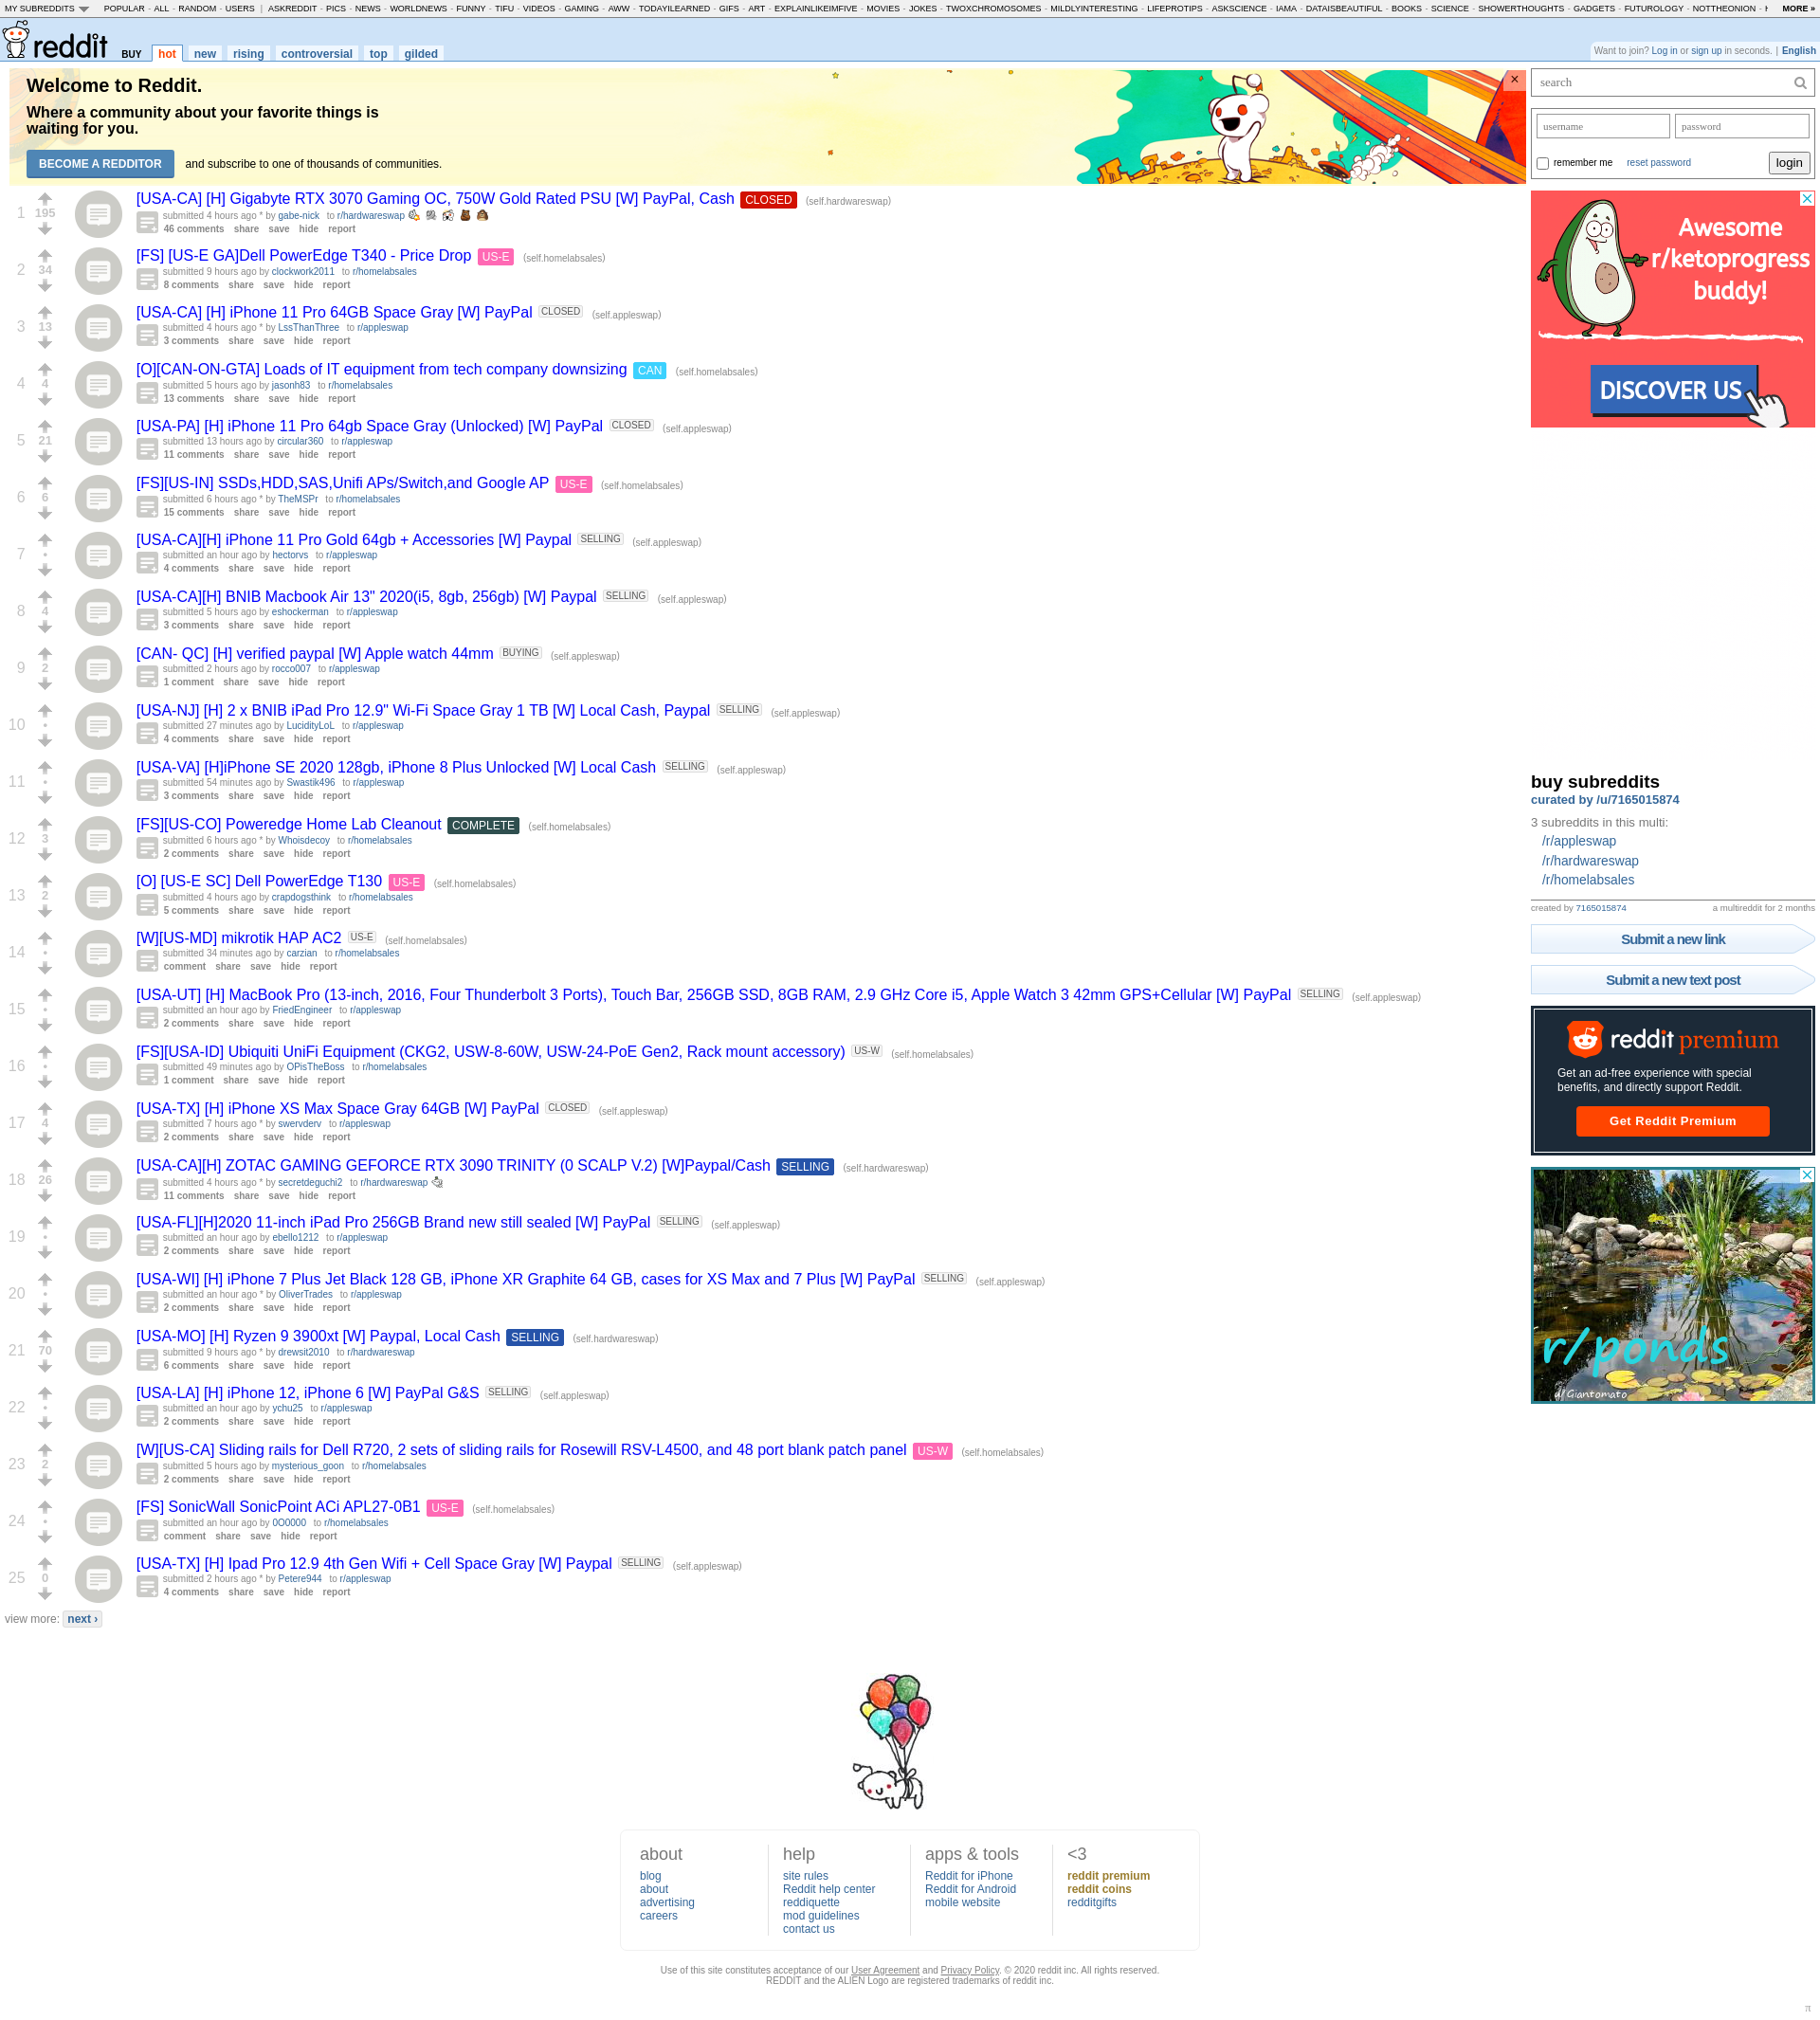 MY SUBREDDITS POPULAR - ALL - RANDOM - USERS | ASKREDDIT - PICS - NEWS - WORLDNEWS - FUNNY - TIFU - VIDEOS - GAMING - AWW - TODAYILEARNED - GIFS - ART - EXPLAINLIKEIMFIVE - MOVIES - JOKES - TWOXCHROMOSOMES - MILDLYINTERESTING - LIFEPROTIPS - ASKSCIENCE - IAMA - DATAISBEAUTIFUL - BOOKS - SCIENCE - SHOWERTHOUGHTS - GADGETS - FUTUROLOGY - NOTTHEONION - MORE »
reddit BUY hot new rising controversial top gilded
Want to join? Log in or sign up in seconds. | English
Welcome to Reddit.
Where a community about your favorite things is
waiting for you.
BECOME A REDDITOR and subscribe to one of thousands of communities.
1 195 [USA-CA] [H] Gigabyte RTX 3070 Gaming OC, 750W Gold Rated PSU [W] PayPal, Cash CLOSED (self.hardwareswap)
submitted 4 hours ago * by gabe-nick to r/hardwareswap
46 comments share save hide report
2 34 [FS] [US-E GA]Dell PowerEdge T340 - Price Drop US-E (self.homelabsales)
submitted 9 hours ago by clockwork2011 to r/homelabsales
8 comments share save hide report
3 13 [USA-CA] [H] iPhone 11 Pro 64GB Space Gray [W] PayPal CLOSED (self.appleswap)
submitted 4 hours ago * by LssThanThree to r/appleswap
3 comments share save hide report
4 4 [O][CAN-ON-GTA] Loads of IT equipment from tech company downsizing CAN (self.homelabsales)
submitted 5 hours ago by jasonh83 to r/homelabsales
13 comments share save hide report
5 21 [USA-PA] [H] iPhone 11 Pro 64gb Space Gray (Unlocked) [W] PayPal CLOSED (self.appleswap)
submitted 13 hours ago by circular360 to r/appleswap
11 comments share save hide report
6 6 [FS][US-IN] SSDs,HDD,SAS,Unifi APs/Switch,and Google AP US-E (self.homelabsales)
submitted 6 hours ago * by TheMSPr to r/homelabsales
15 comments share save hide report
7 • [USA-CA][H] iPhone 11 Pro Gold 64gb + Accessories [W] Paypal SELLING (self.appleswap)
submitted an hour ago by hectorvs to r/appleswap
4 comments share save hide report
8 4 [USA-CA][H] BNIB Macbook Air 13" 2020(i5, 8gb, 256gb) [W] Paypal SELLING (self.appleswap)
submitted 5 hours ago by eshockerman to r/appleswap
3 comments share save hide report
9 2 [CAN- QC] [H] verified paypal [W] Apple watch 44mm BUYING (self.appleswap)
submitted 2 hours ago by rocco007 to r/appleswap
1 comment share save hide report
10 • [USA-NJ] [H] 2 x BNIB iPad Pro 12.9" Wi-Fi Space Gray 1 TB [W] Local Cash, Paypal SELLING (self.appleswap)
submitted 27 minutes ago by LucidityLoL to r/appleswap
4 comments share save hide report
11 • [USA-VA] [H]iPhone SE 2020 128gb, iPhone 8 Plus Unlocked [W] Local Cash SELLING (self.appleswap)
submitted 54 minutes ago by Swastik496 to r/appleswap
3 comments share save hide report
12 3 [FS][US-CO] Poweredge Home Lab Cleanout COMPLETE (self.homelabsales)
submitted 6 hours ago * by Whoisdecoy to r/homelabsales
2 comments share save hide report
13 2 [O] [US-E SC] Dell PowerEdge T130 US-E (self.homelabsales)
submitted 4 hours ago by crapdogsthink to r/homelabsales
5 comments share save hide report
14 • [W][US-MD] mikrotik HAP AC2 US-E (self.homelabsales)
submitted 34 minutes ago by carzian to r/homelabsales
comment share save hide report
15 • [USA-UT] [H] MacBook Pro (13-inch, 2016, Four Thunderbolt 3 Ports), Touch Bar, 256GB SSD, 8GB RAM, 2.9 GHz Core i5, Apple Watch 3 42mm GPS+Cellular [W] PayPal SELLING (self.appleswap)
submitted an hour ago by FriedEngineer to r/appleswap
2 comments share save hide report
16 • [FS][USA-ID] Ubiquiti UniFi Equipment (CKG2, USW-8-60W, USW-24-PoE Gen2, Rack mount accessory) US-W (self.homelabsales)
submitted 49 minutes ago by OPisTheBoss to r/homelabsales
1 comment share save hide report
17 4 [USA-TX] [H] iPhone XS Max Space Gray 64GB [W] PayPal CLOSED (self.appleswap)
submitted 7 hours ago * by swervderv to r/appleswap
2 comments share save hide report
18 26 [USA-CA][H] ZOTAC GAMING GEFORCE RTX 3090 TRINITY (0 SCALP V.2) [W]Paypal/Cash SELLING (self.hardwareswap)
submitted 4 hours ago * by secretdeguchi2 to r/hardwareswap
11 comments share save hide report
19 • [USA-FL][H]2020 11-inch iPad Pro 256GB Brand new still sealed [W] PayPal SELLING (self.appleswap)
submitted an hour ago by ebello1212 to r/appleswap
2 comments share save hide report
20 • [USA-WI] [H] iPhone 7 Plus Jet Black 128 GB, iPhone XR Graphite 64 GB, cases for XS Max and 7 Plus [W] PayPal SELLING (self.appleswap)
submitted an hour ago * by OliverTrades to r/appleswap
2 comments share save hide report
21 70 [USA-MO] [H] Ryzen 9 3900xt [W] Paypal, Local Cash SELLING (self.hardwareswap)
submitted 9 hours ago * by drewsit2010 to r/hardwareswap
6 comments share save hide report
22 • [USA-LA] [H] iPhone 12, iPhone 6 [W] PayPal G&S SELLING (self.appleswap)
submitted an hour ago by ychu25 to r/appleswap
2 comments share save hide report
23 2 [W][US-CA] Sliding rails for Dell R720, 2 sets of sliding rails for Rosewill RSV-L4500, and 48 port blank patch panel US-W (self.homelabsales)
submitted 5 hours ago by mysterious_goon to r/homelabsales
2 comments share save hide report
24 • [FS] SonicWall SonicPoint ACi APL27-0B1 US-E (self.homelabsales)
submitted an hour ago by 0O0000 to r/homelabsales
comment share save hide report
25 0 [USA-TX] [H] Ipad Pro 12.9 4th Gen Wifi + Cell Space Gray [W] Paypal SELLING (self.appleswap)
submitted 2 hours ago * by Petere944 to r/appleswap
4 comments share save hide report
view more: next ›
search
username password
remember me reset password login
Awesome
r/ketoprogress
buddy!
DISCOVER US
buy subreddits
curated by /u/7165015874
3 subreddits in this multi:
/r/appleswap
/r/hardwareswap
/r/homelabsales
created by 7165015874 a multireddit for 2 months
Submit a new link
Submit a new text post
reddit premium
Get an ad-free experience with special
benefits, and directly support Reddit.
Get Reddit Premium
r/ponds
u/Giantomato
about
blog
about
advertising
careers
help
site rules
Reddit help center
reddiquette
mod guidelines
contact us
apps & tools
Reddit for iPhone
Reddit for Android
mobile website
<3
reddit premium
reddit coins
redditgifts
Use of this site constitutes acceptance of our User Agreement and Privacy Policy. © 2020 reddit inc. All rights reserved.
REDDIT and the ALIEN Logo are registered trademarks of reddit inc.
π